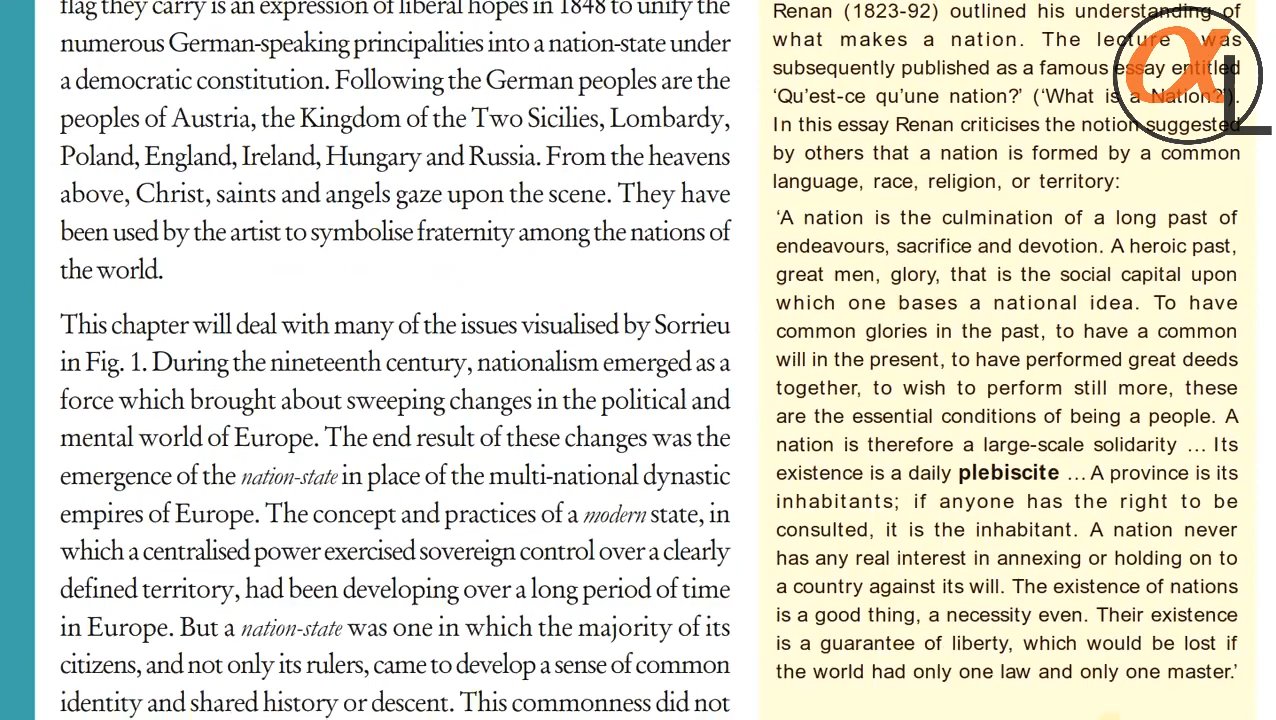 flag they carry is an expression of liberal hopes in 1848 to unify the
numerous German-speaking principalities into a nation-state under
a democratic constitution. Following the German peoples are the
peoples of Austria, the Kingdom of the Two Sicilies, Lombardy,
Poland, England, Ireland, Hungary and Russia. From the heavens
above, Christ, saints and angels gaze upon the scene. They have
been used by the artist to symbolise fraternity among the nations of
the world.
This chapter will deal with many of the issues visualised by Sorrieu
in Fig. 1. During the nineteenth century, nationalism emerged as a
force which brought about sweeping changes in the political and
mental world of Europe. The end result of these changes was the
emergence of the nation-state in place of the multi-national dynastic
empires of Europe. The concept and practices of a modern state, in
which a centralised power exercised sovereign control over a clearly
defined territory, had been developing over a long period of time
in Europe. But a nation-state was one in which the majority of its
citizens, and not only its rulers, came to develop a sense of common
identity and shared history or descent. This commonness did not
Renan (1823-92) outlined his understanding of
what makes a nation. The lecture was
subsequently published as a famous essay entitled
‘Qu’est-ce qu’une nation?’ (‘What is a Nation?’).
In this essay Renan criticises the notion suggested
by others that a nation is formed by a common
language, race, religion, or territory:
‘A nation is the culmination of a long past of
endeavours, sacrifice and devotion. A heroic past,
great men, glory, that is the social capital upon
which one bases a national idea. To have
common glories in the past, to have a common
will in the present, to have performed great deeds
together, to wish to perform still more, these
are the essential conditions of being a people. A
nation is therefore a large-scale solidarity … Its
existence is a daily plebiscite … A province is its
inhabitants; if anyone has the right to be
consulted, it is the inhabitant. A nation never
has any real interest in annexing or holding on to
a country against its will. The existence of nations
is a good thing, a necessity even. Their existence
is a guarantee of liberty, which would be lost if
the world had only one law and only one master.’
αL